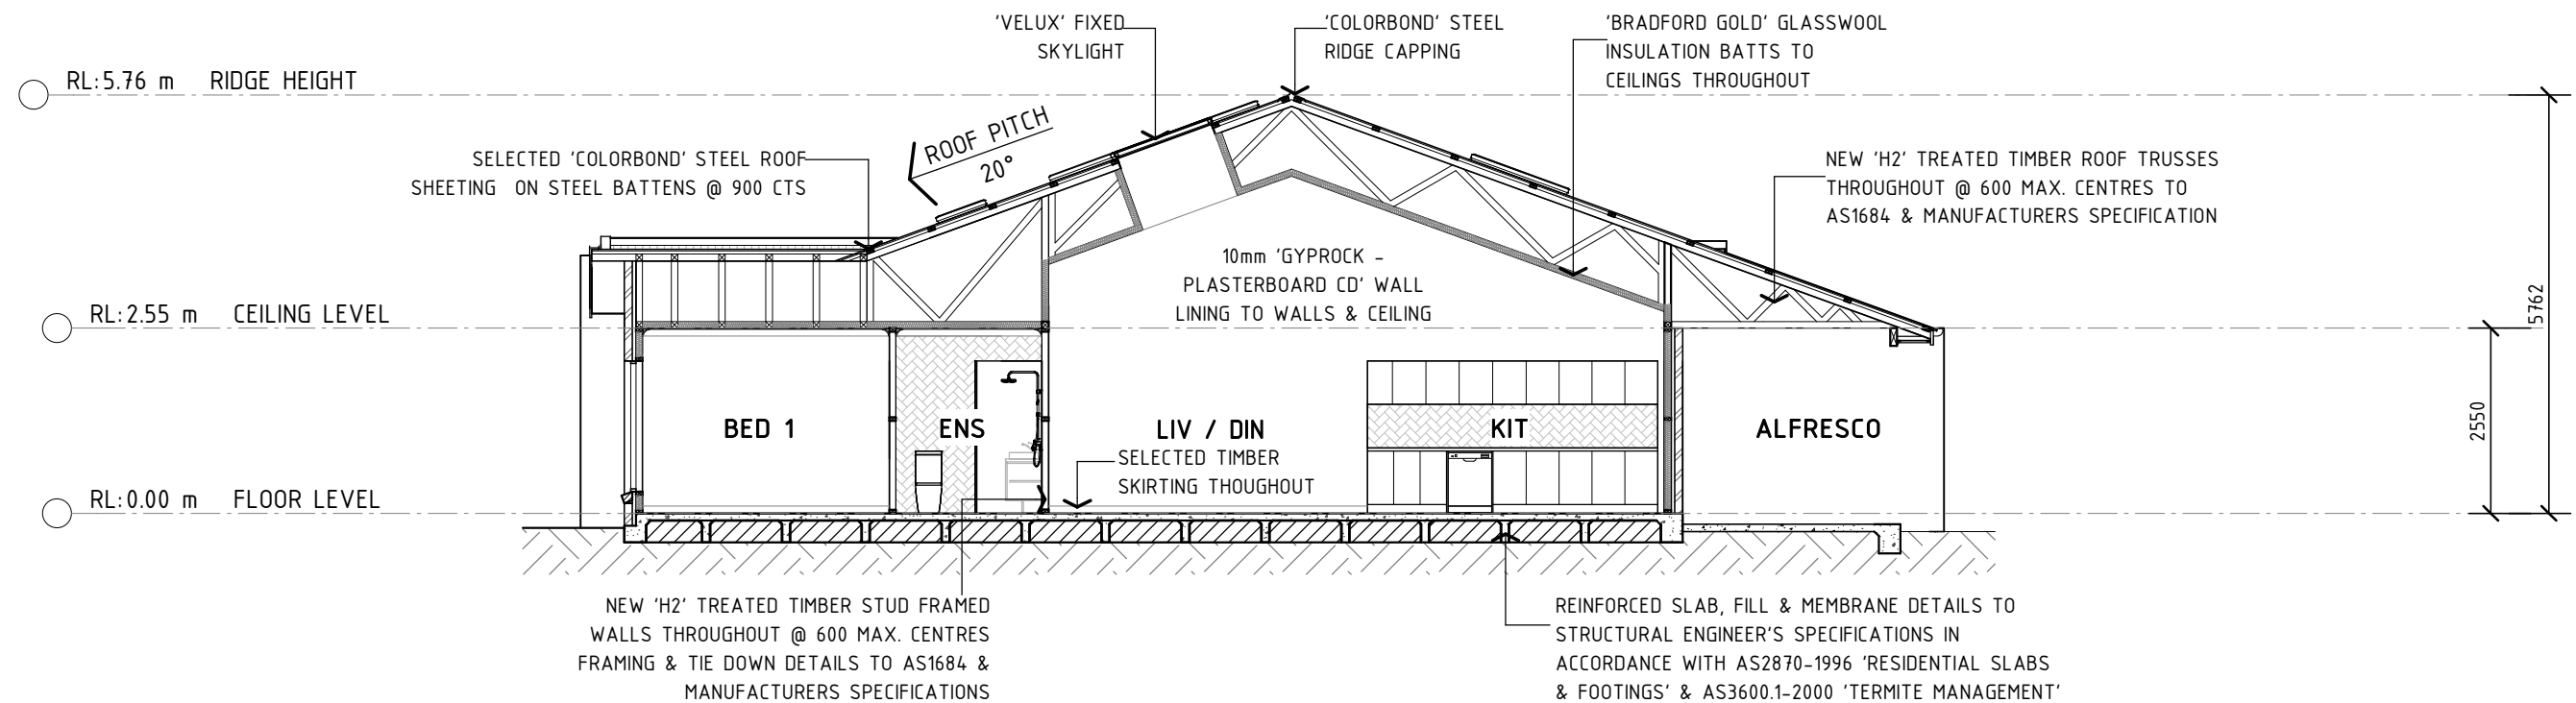 'VELUX' FIXED
SKYLIGHT
'COLORBOND' STEEL
RIDGE CAPPING
'BRADFORD GOLD' GLASSWOOL
INSULATION BATTS TO
CEILINGS THROUGHOUT
RL:5.76 m RIDGE HEIGHT
ROOF PITCH
20°
SELECTED 'COLORBOND' STEEL ROOF
SHEETING ON STEEL BATTENS @ 900 CTS
NEW 'H2' TREATED TIMBER ROOF TRUSSES
THROUGHOUT @ 600 MAX. CENTRES TO
AS1684 & MANUFACTURERS SPECIFICATION
10mm 'GYPROCK -
PLASTERBOARD CD' WALL
LINING TO WALLS & CEILING
RL:2.55 m CEILING LEVEL
5762
2550
BED 1
ENS
LIV / DIN
KIT
ALFRESCO
SELECTED TIMBER
SKIRTING THOUGHOUT
RL:0.00 m FLOOR LEVEL
NEW 'H2' TREATED TIMBER STUD FRAMED
WALLS THROUGHOUT @ 600 MAX. CENTRES
FRAMING & TIE DOWN DETAILS TO AS1684 &
MANUFACTURERS SPECIFICATIONS
REINFORCED SLAB, FILL & MEMBRANE DETAILS TO
STRUCTURAL ENGINEER'S SPECIFICATIONS IN
ACCORDANCE WITH AS2870-1996 'RESIDENTIAL SLABS
& FOOTINGS' & AS3600.1-2000 'TERMITE MANAGEMENT'